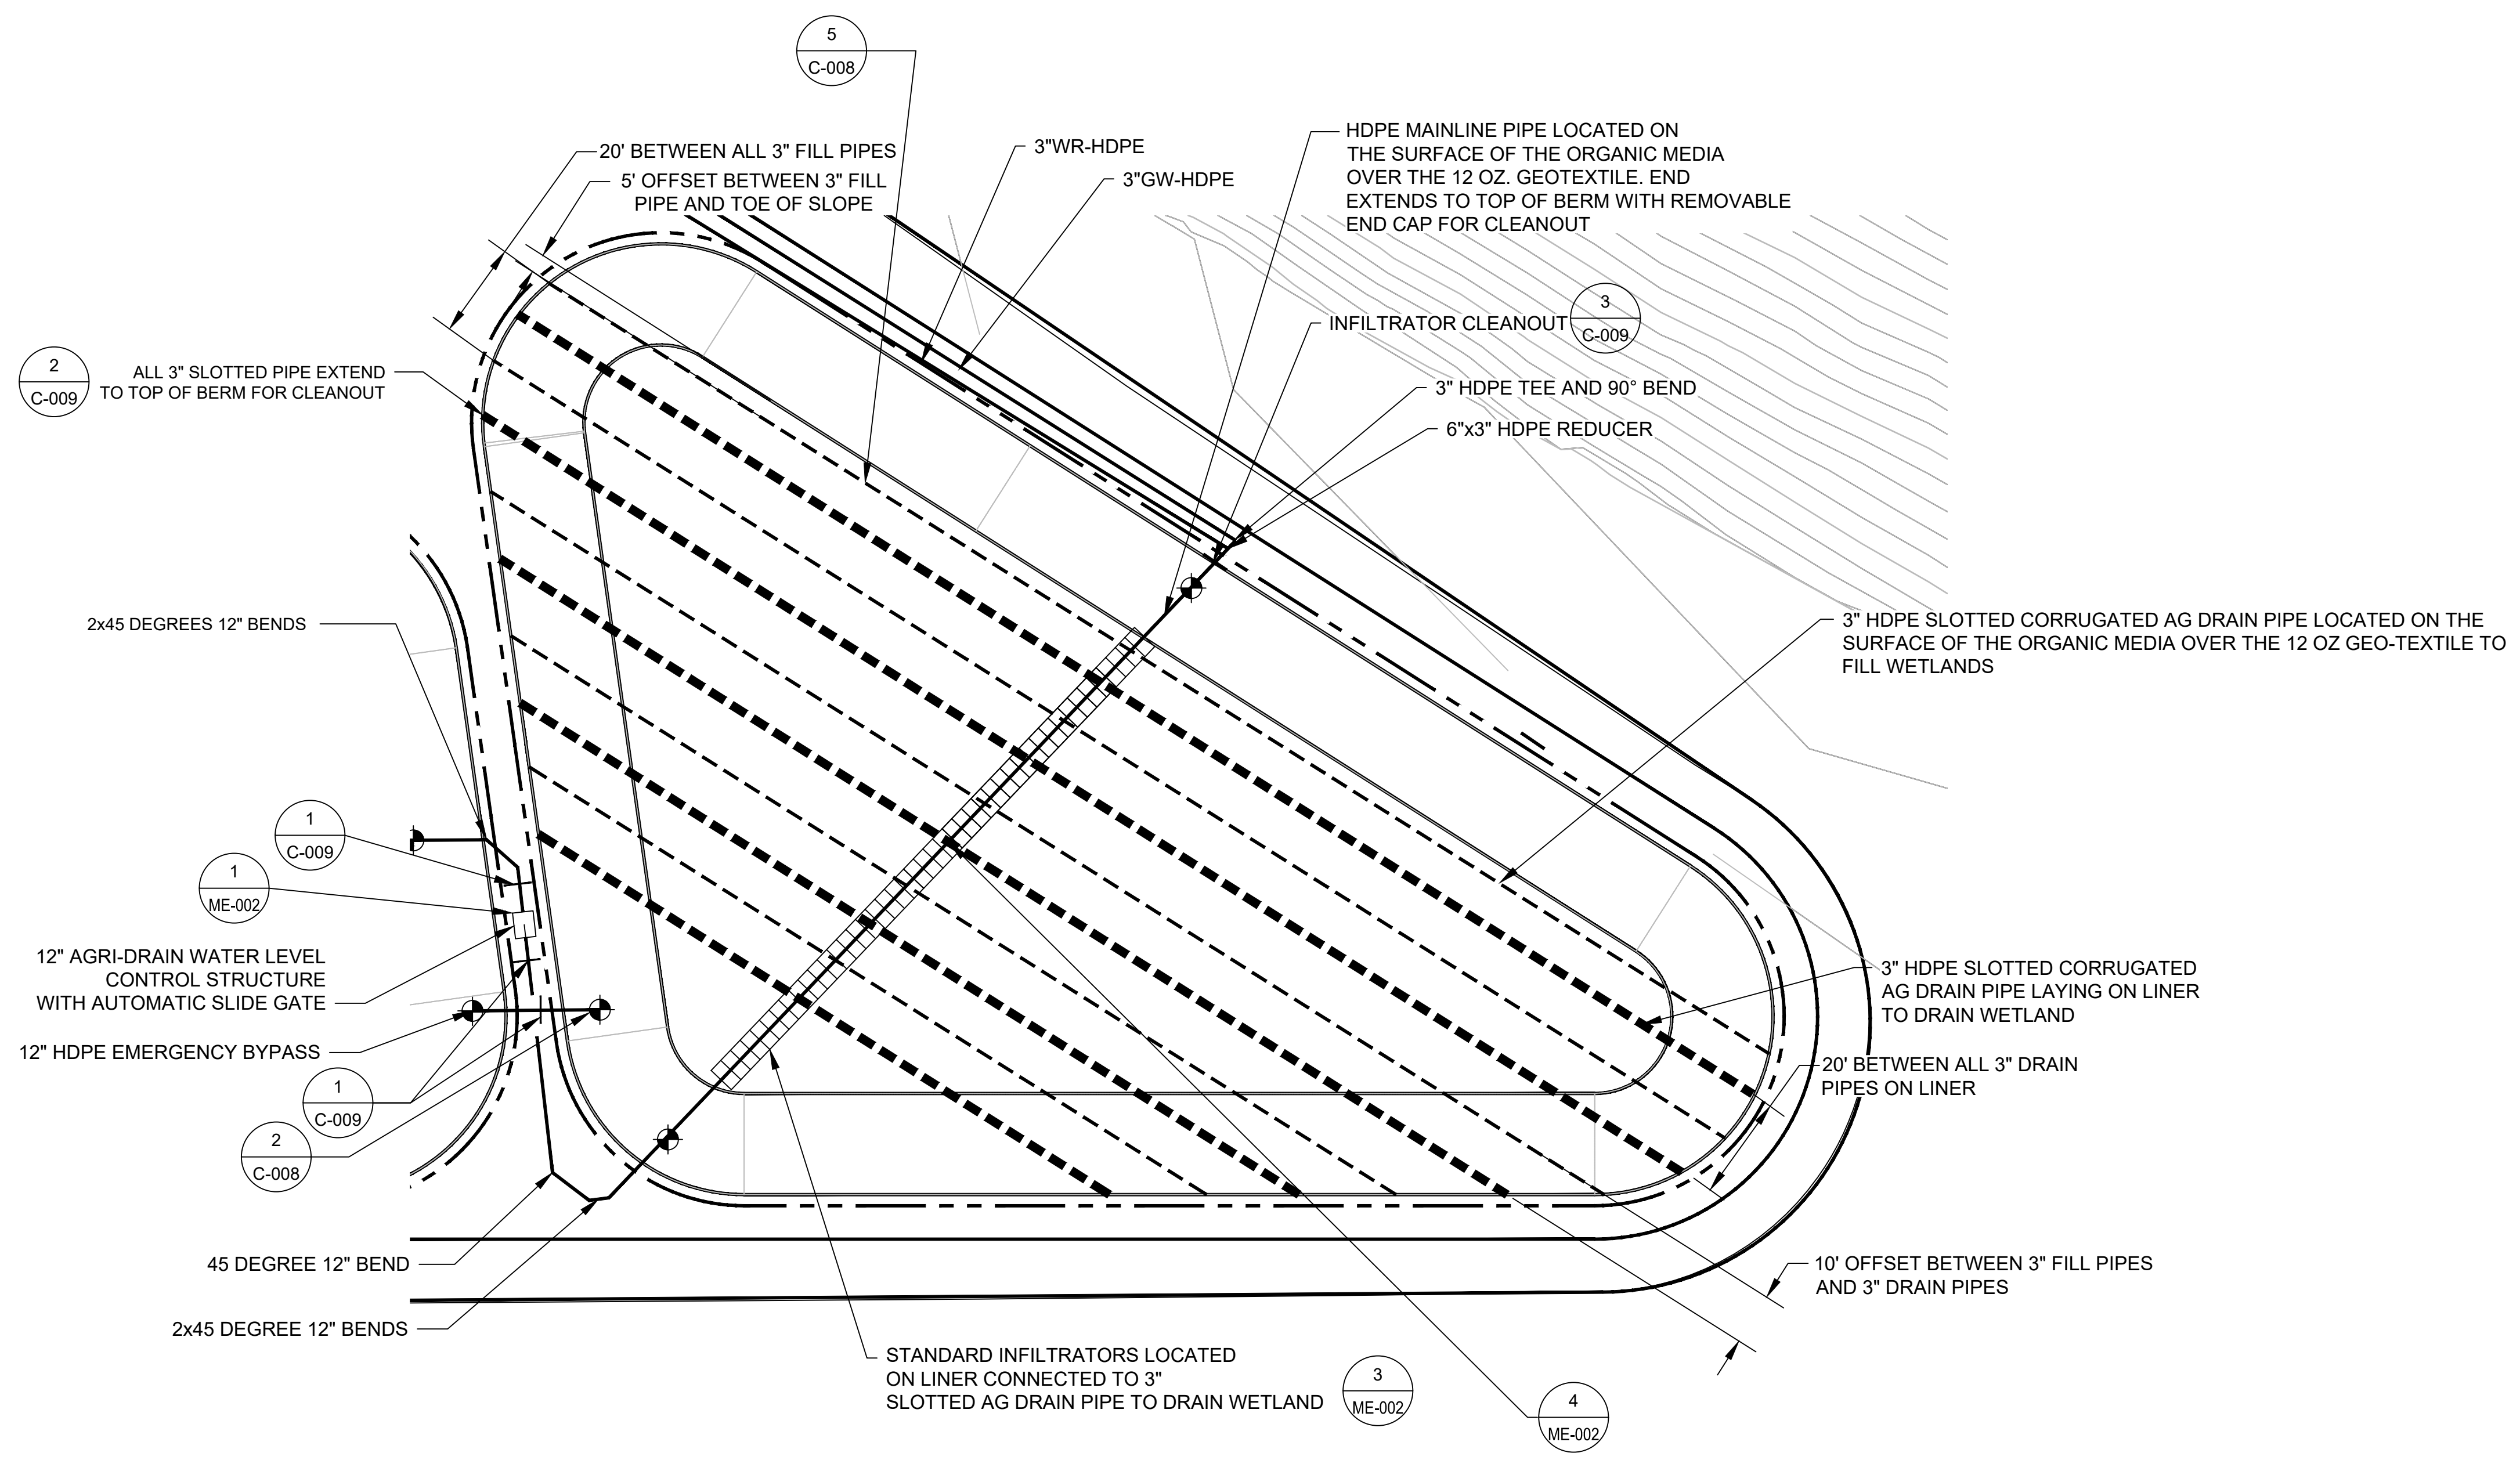 5
C-008
20' BETWEEN ALL 3" FILL PIPES
5' OFFSET BETWEEN 3" FILL
PIPE AND TOE OF SLOPE
3"WR-HDPE
3"GW-HDPE
HDPE MAINLINE PIPE LOCATED ON
THE SURFACE OF THE ORGANIC MEDIA
OVER THE 12 OZ. GEOTEXTILE. END
EXTENDS TO TOP OF BERM WITH REMOVABLE
END CAP FOR CLEANOUT
INFILTRATOR CLEANOUT
3
C-009
3" HDPE TEE AND 90° BEND
6"x3" HDPE REDUCER
2
C-009
ALL 3" SLOTTED PIPE EXTEND
TO TOP OF BERM FOR CLEANOUT
2x45 DEGREES 12" BENDS
3" HDPE SLOTTED CORRUGATED AG DRAIN PIPE LOCATED ON THE
SURFACE OF THE ORGANIC MEDIA OVER THE 12 OZ GEO-TEXTILE TO
FILL WETLANDS
1
C-009
1
ME-002
12" AGRI-DRAIN WATER LEVEL
CONTROL STRUCTURE
WITH AUTOMATIC SLIDE GATE
12" HDPE EMERGENCY BYPASS
1
C-009
2
C-008
3" HDPE SLOTTED CORRUGATED
AG DRAIN PIPE LAYING ON LINER
TO DRAIN WETLAND
20' BETWEEN ALL 3" DRAIN
PIPES ON LINER
45 DEGREE 12" BEND
2x45 DEGREE 12" BENDS
10' OFFSET BETWEEN 3" FILL PIPES
AND 3" DRAIN PIPES
STANDARD INFILTRATORS LOCATED
ON LINER CONNECTED TO 3"
SLOTTED AG DRAIN PIPE TO DRAIN WETLAND
3
ME-002
4
ME-002